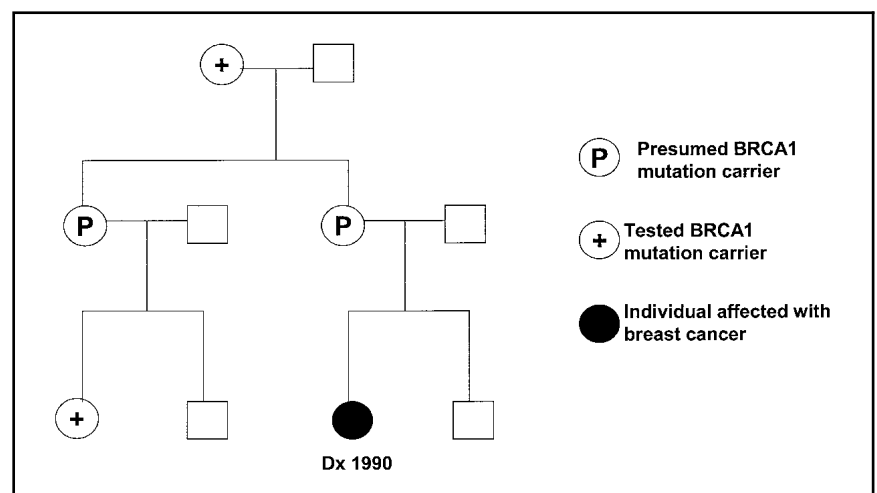 +
P
Presumed BRCA1
mutation carrier
P
P
+
Tested BRCA1
mutation carrier
Individual affected with
breast cancer
+
Dx 1990